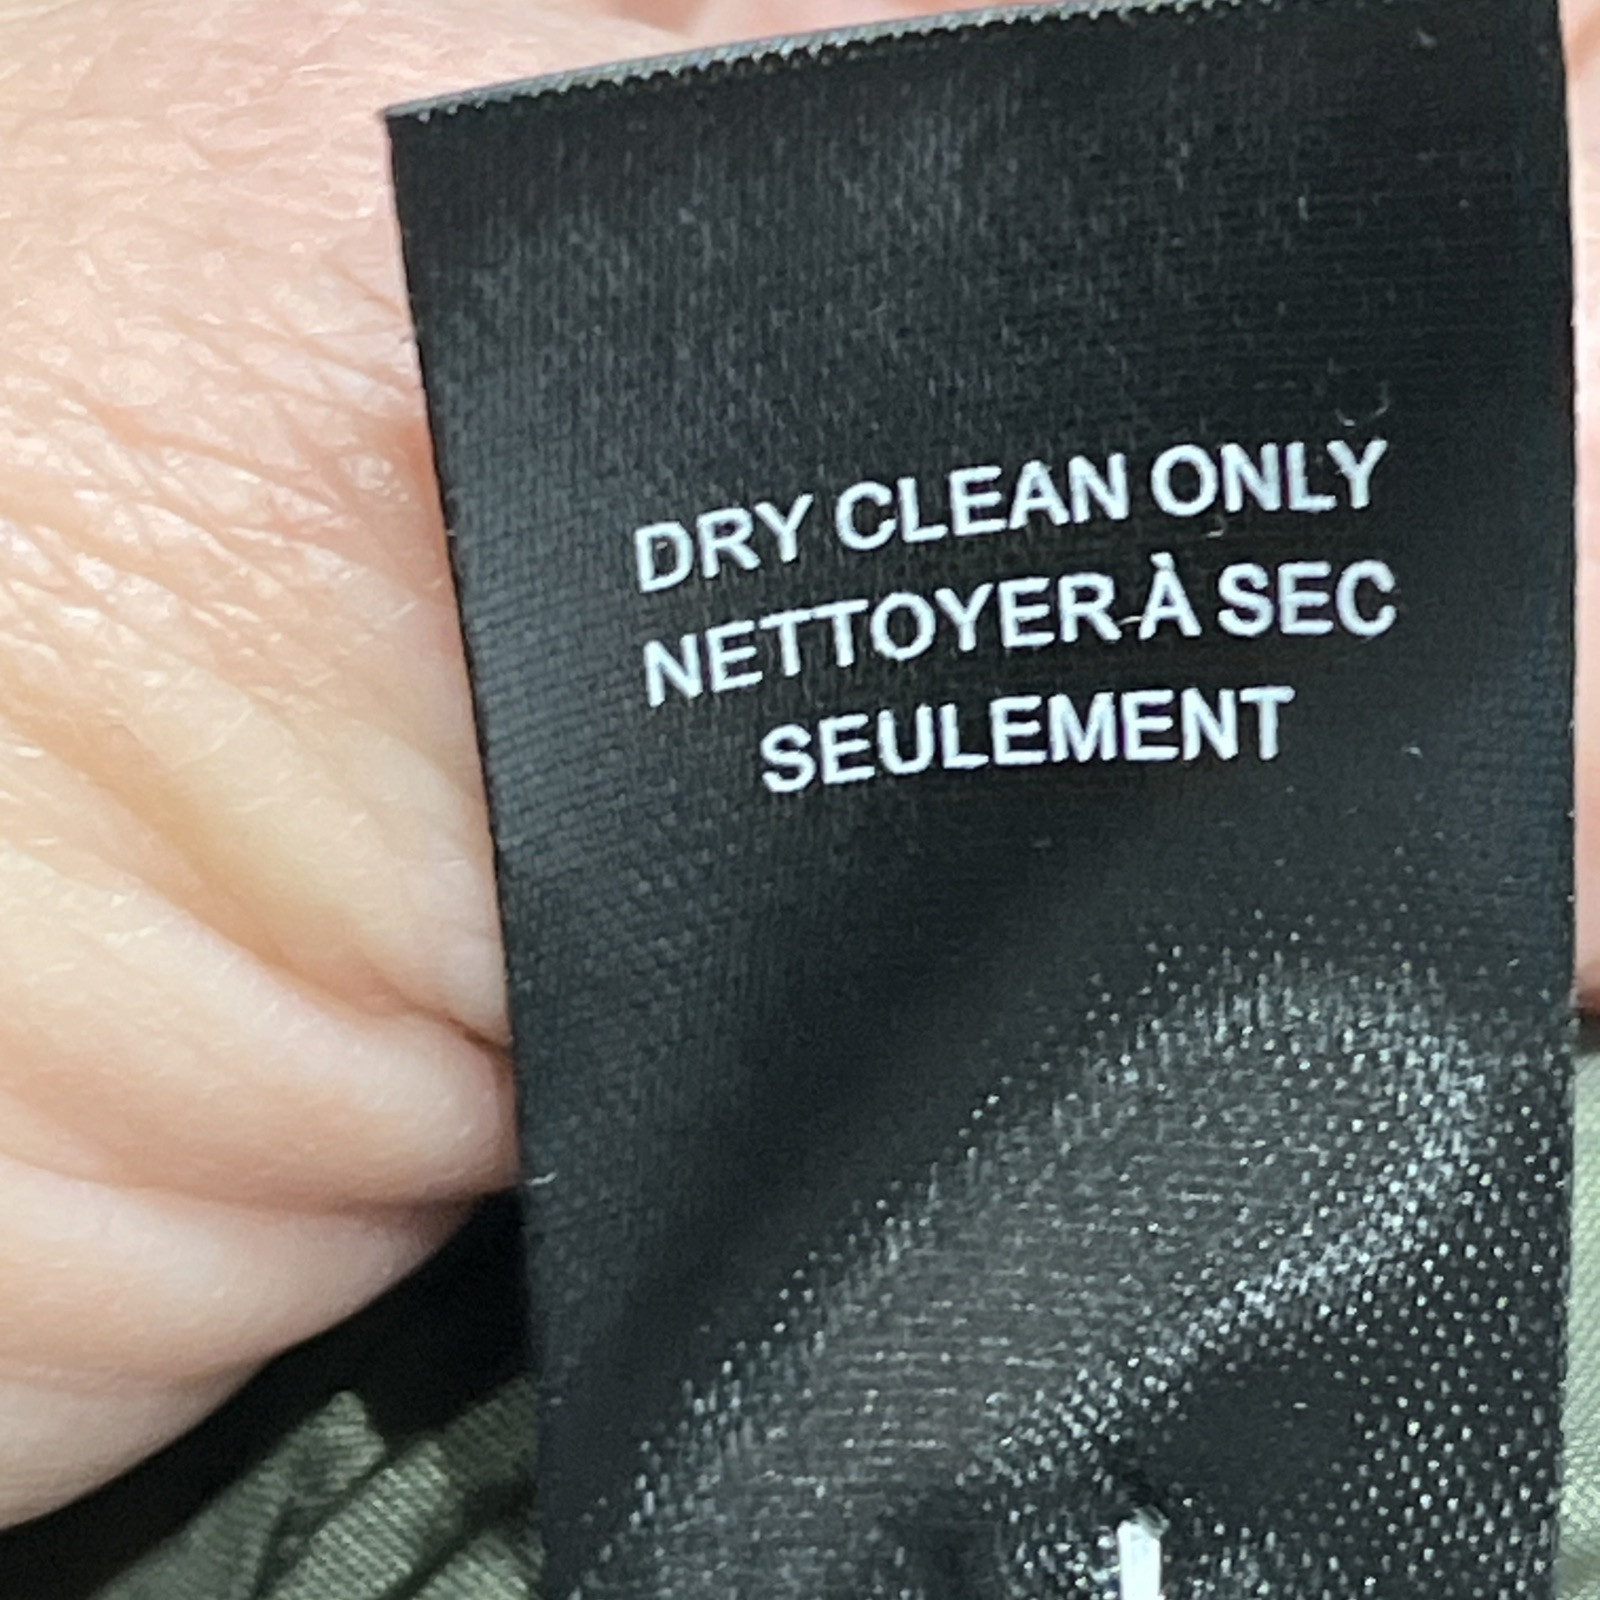 DRY CLEAN ONLY
NETTOYER À SEC
SEULEMENT